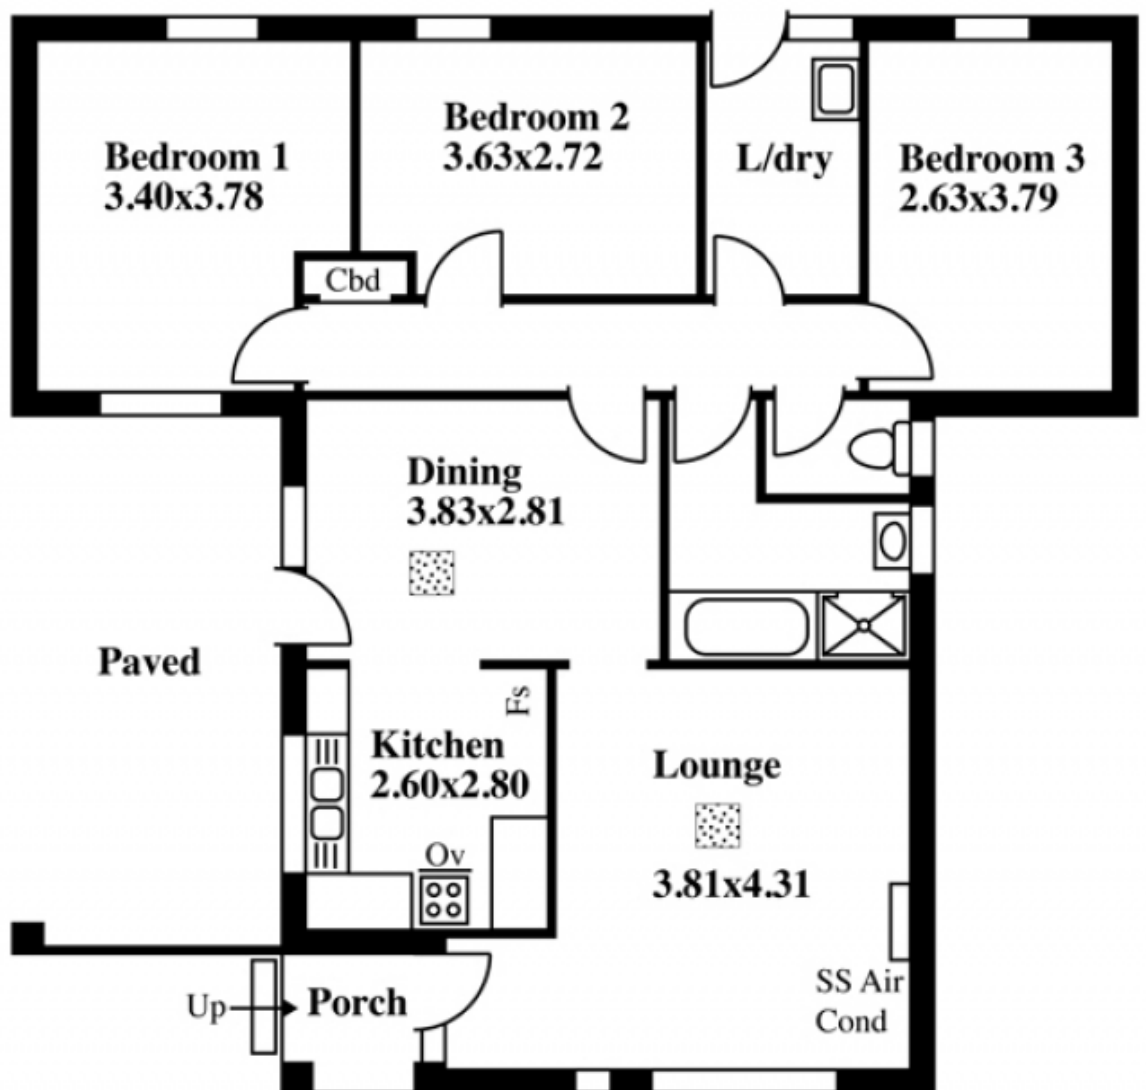 Bedroom 1
3.40x3.78
Bedroom 2
3.63x2.72
L/dry
Bedroom 3
2.63x3.79
Cbd
Dining
3.83x2.81
Paved
Fs
Kitchen
2.60x2.80
Ov
Lounge
3.81x4.31
SS Air
Cond
Up
Porch